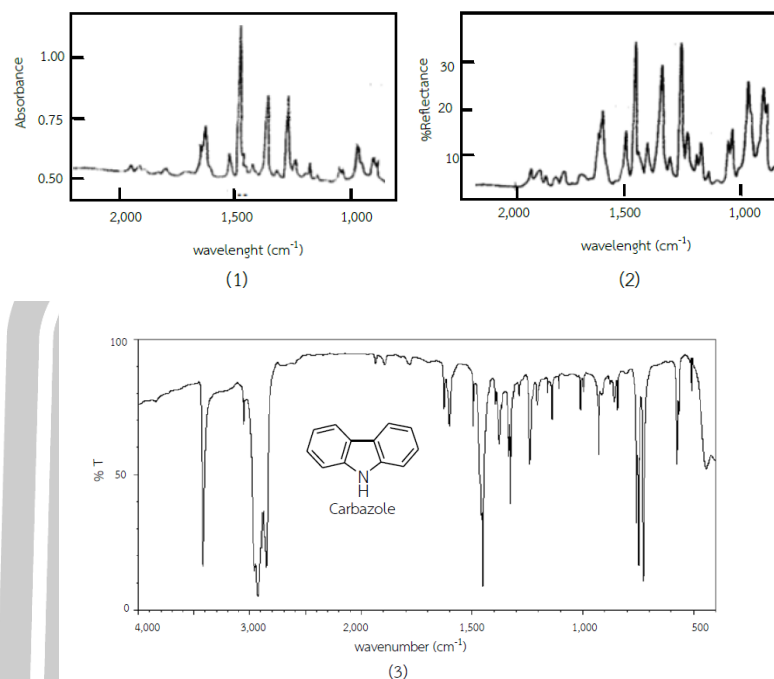 Absorbance
1.00
0.75
0.50
2,000 1,500 1,000
wavelenght (cm⁻¹)
(1)
%Reflectance
30
20
10
2,000 1,500 1,000
wavelenght (cm⁻¹)
(2)
% T
100
50
0
N
H
Carbazole
4,000 3,000 2,000 1,500 1,000 500
wavenumber (cm⁻¹)
(3)